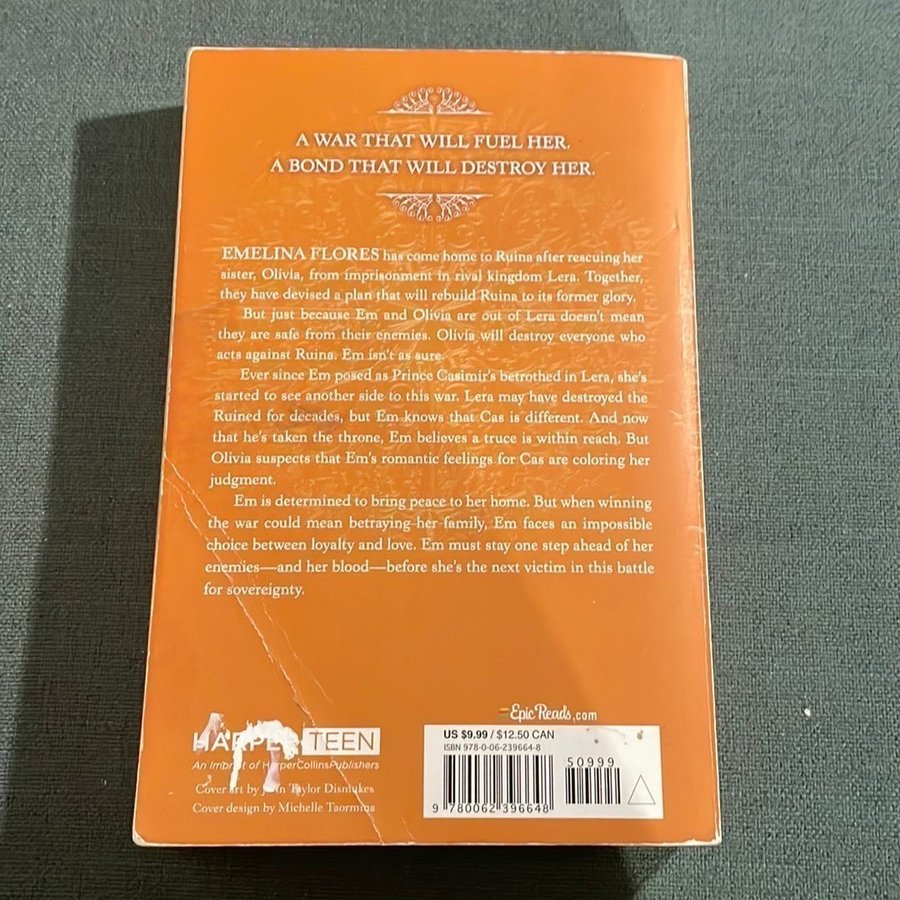 A WAR THAT WILL FUEL HER.
A BOND THAT WILL DESTROY HER.
EMELINA FLORES has come home to Ruina after rescuing her
sister, Olivia, from imprisonment in rival kingdom Lera. Together,
they have devised a plan that will rebuild Ruina to its former glory.
But just because Em and Olivia are out of Lera doesn't mean
they are safe from their enemies. Olivia will destroy everyone who
acts against Ruina. Em isn't as sure.
Ever since Em posed as Prince Casimir's betrothed in Lera, she's
started to see another side to this war. Lera may have destroyed the
Ruined for decades, but Em knows that Cas is different. And now
that he's taken the throne, Em believes a truce is within reach. But
Olivia suspects that Em's romantic feelings for Cas are coloring her
judgment.
Em is determined to bring peace to her home. But when winning
the war could mean betraying her family, Em faces an impossible
choice between loyalty and love. Em must stay one step ahead of her
enemies—and her blood—before she's the next victim in this battle
for sovereignty.
EpicReads.com
HARPER TEEN
An Imprint of HarperCollinsPublishers
Cover art by Taylor Dismukes
Cover design by Michelle Taormina
US $9.99 / $12.50 CAN
ISBN 978-0-06-239664-8
50999
9 780062 396648